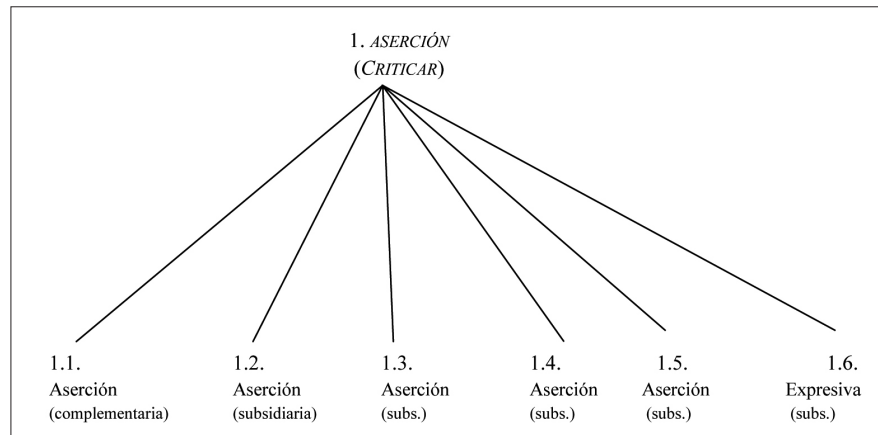 1. ASERCIÓN
(CRITICAR)
1.1. 1.2. 1.3. 1.4. 1.5. 1.6.
Aserción Aserción Aserción Aserción Aserción Expresiva
(complementaria) (subsidiaria) (subs.) (subs.) (subs.) (subs.)